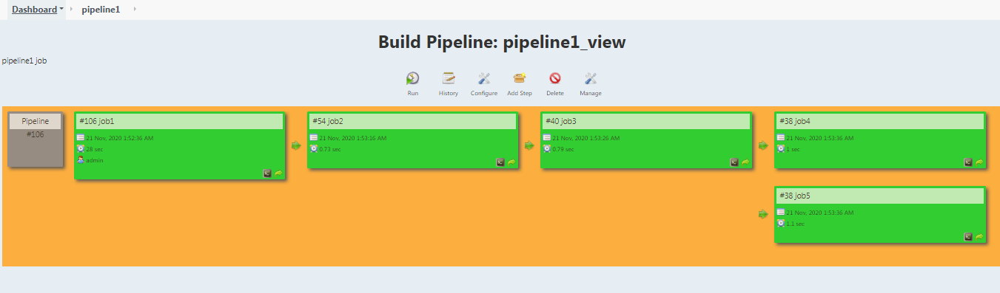 Dashboard pipeline1
Build Pipeline: pipeline1_view
pipeline1 job
Run History Configure Add Step Delete Manage
Pipeline
#106
#106 job1
21 Nov, 2020 1:52:36 AM
28 sec
admin
#54 job2
21 Nov, 2020 1:53:16 AM
0.73 sec
#40 job3
21 Nov, 2020 1:53:26 AM
0.79 sec
#38 job4
21 Nov, 2020 1:53:36 AM
1 sec
#38 job5
21 Nov, 2020 1:53:36 AM
1.1 sec